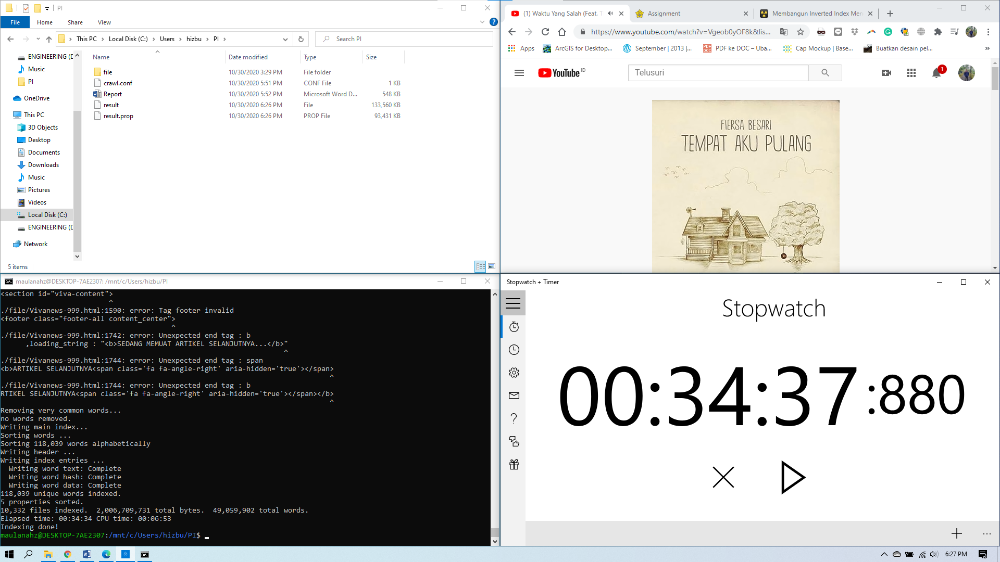 PI
File
Home
Share
View
This PC
Local Disk (C:)
Users
hizbu
PI
Search PI
ENGINEERING (D
Music
PI
OneDrive
This PC
3D Objects
Desktop
Documents
Downloads
Music
Pictures
Videos
Local Disk (C:)
ENGINEERING (D
Network
Name Date modified Type Size
file 10/30/2020 3:29 PM File folder
crawl.conf 10/30/2020 5:51 PM CONF File 1 KB
Report 10/30/2020 5:52 PM Microsoft Word D... 548 KB
result 10/30/2020 6:26 PM File 133,560 KB
result.prop 10/30/2020 6:26 PM PROP File 93,431 KB
5 items
(1) Waktu Yang Salah (Feat. T
Assignment
Membangun Inverted Index Men
https://www.youtube.com/watch?v=Vgeob0yOF8k&lis...
Apps
ArcGIS for Desktop...
September | 2013 |...
PDF ke DOC – Uba...
Cap Mockup | Base...
Buatkan desain pel...
YouTube ID
Telusuri
1
FIERSA BESARI
TEMPAT AKU PULANG
maulanahz@DESKTOP-7AE2307: /mnt/c/Users/hizbu/PI
<section id="viva-content">
^
./file/Vivanews-999.html:1590: error: Tag footer invalid
<footer class="footer-all content_center">
^
./file/Vivanews-999.html:1742: error: Unexpected end tag : b
,loading_string : "<b>SEDANG MEMUAT ARTIKEL SELANJUTNYA...</b>"
^
./file/Vivanews-999.html:1744: error: Unexpected end tag : span
<b>ARTIKEL SELANJUTNYA<span class='fa fa-angle-right' aria-hidden='true'></span>
^
./file/Vivanews-999.html:1744: error: Unexpected end tag : b
RTIKEL SELANJUTNYA<span class='fa fa-angle-right' aria-hidden='true'></span></b>
^
Removing very common words...
no words removed.
Writing main index...
Sorting words ...
Sorting 118,039 words alphabetically
Writing header ...
Writing index entries ...
Writing word text: Complete
Writing word hash: Complete
Writing word data: Complete
118,039 unique words indexed.
5 properties sorted.
10,332 files indexed.  2,006,709,731 total bytes.  49,059,902 total words.
Elapsed time: 00:34:34 CPU time: 00:06:53
Indexing done!
maulanahz@DESKTOP-7AE2307:/mnt/c/Users/hizbu/PI$
Stopwatch + Timer
Stopwatch
00:34:37:880
6:27 PM